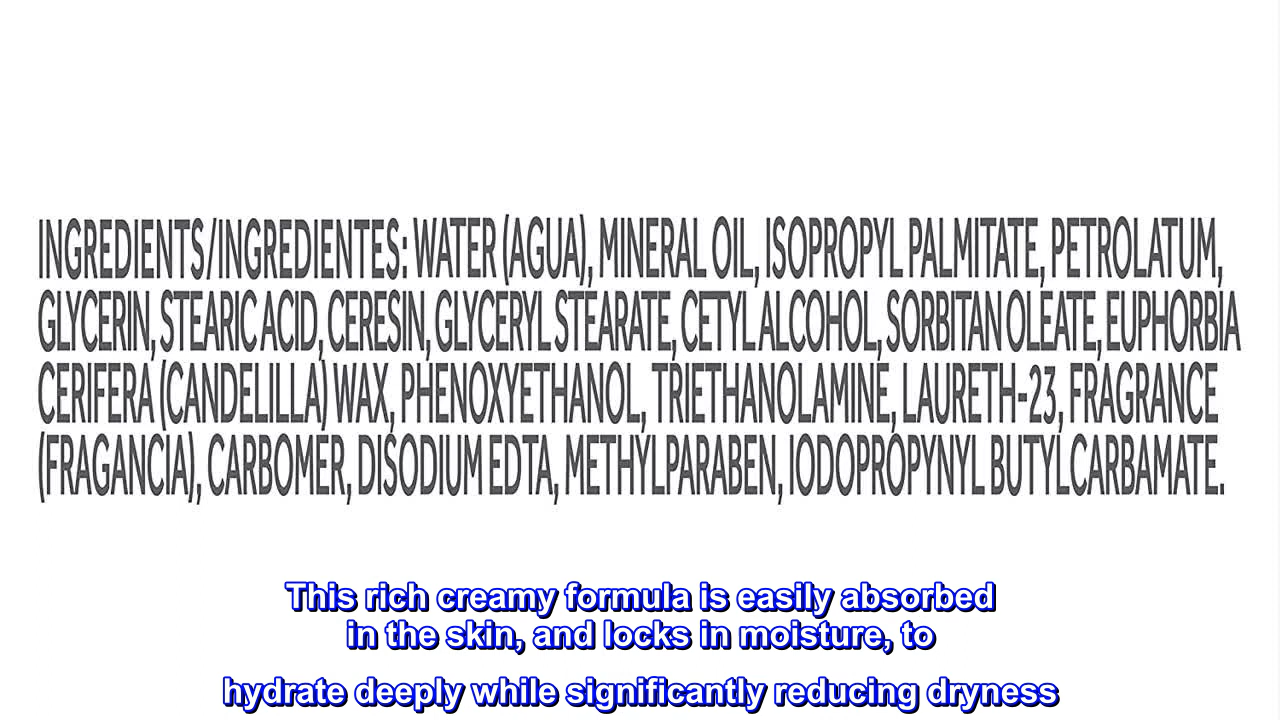 INGREDIENTS/INGREDIENTES: WATER (AGUA), MINERAL OIL, ISOPROPYL PALMITATE, PETROLATUM,
GLYCERIN, STEARIC ACID, CERESIN, GLYCERYL STEARATE, CETYL ALCOHOL, SORBITAN OLEATE, EUPHORBIA
CERIFERA (CANDELILLA) WAX, PHENOXYETHANOL, TRIETHANOLAMINE, LAURETH-23, FRAGRANCE
(FRAGANCIA), CARBOMER, DISODIUM EDTA, METHYLPARABEN, IODOPROPYNYL BUTYLCARBAMATE.
This rich creamy formula is easily absorbed
in the skin, and locks in moisture, to
hydrate deeply while significantly reducing dryness